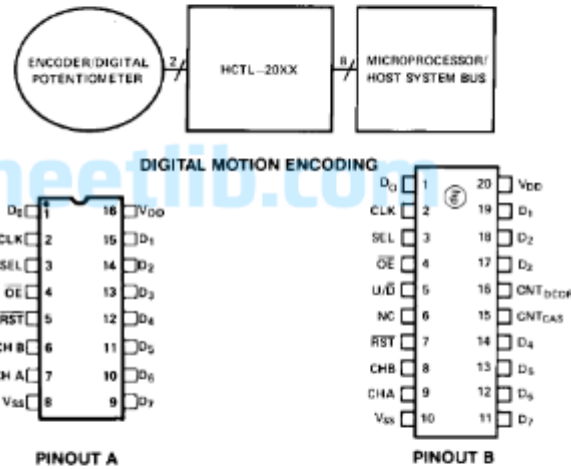 ENCODER/DIGITAL
POTENTIOMETER
2
HCTL-20XX
8
MICROPROCESSOR/
HOST SYSTEM BUS
DIGITAL MOTION ENCODING
eetlib.com
1 16 VDD
CLK 2 15 D1
SEL 3 14 D2
OE 4 13 D3
RST 5 12 D4
CH B 6 11 D5
CH A 7 10 D6
VSS 8 9 D7
PINOUT A
D0 1 20 VDD
CLK 2 19 D1
SEL 3 18 D2
OE 4 17 D3
U/D 5 16 CNTDCDR
NC 6 15 CNTCAS
RST 7 14 D4
CHB 8 13 D5
CHA 9 12 D6
VSS 10 11 D7
PINOUT B